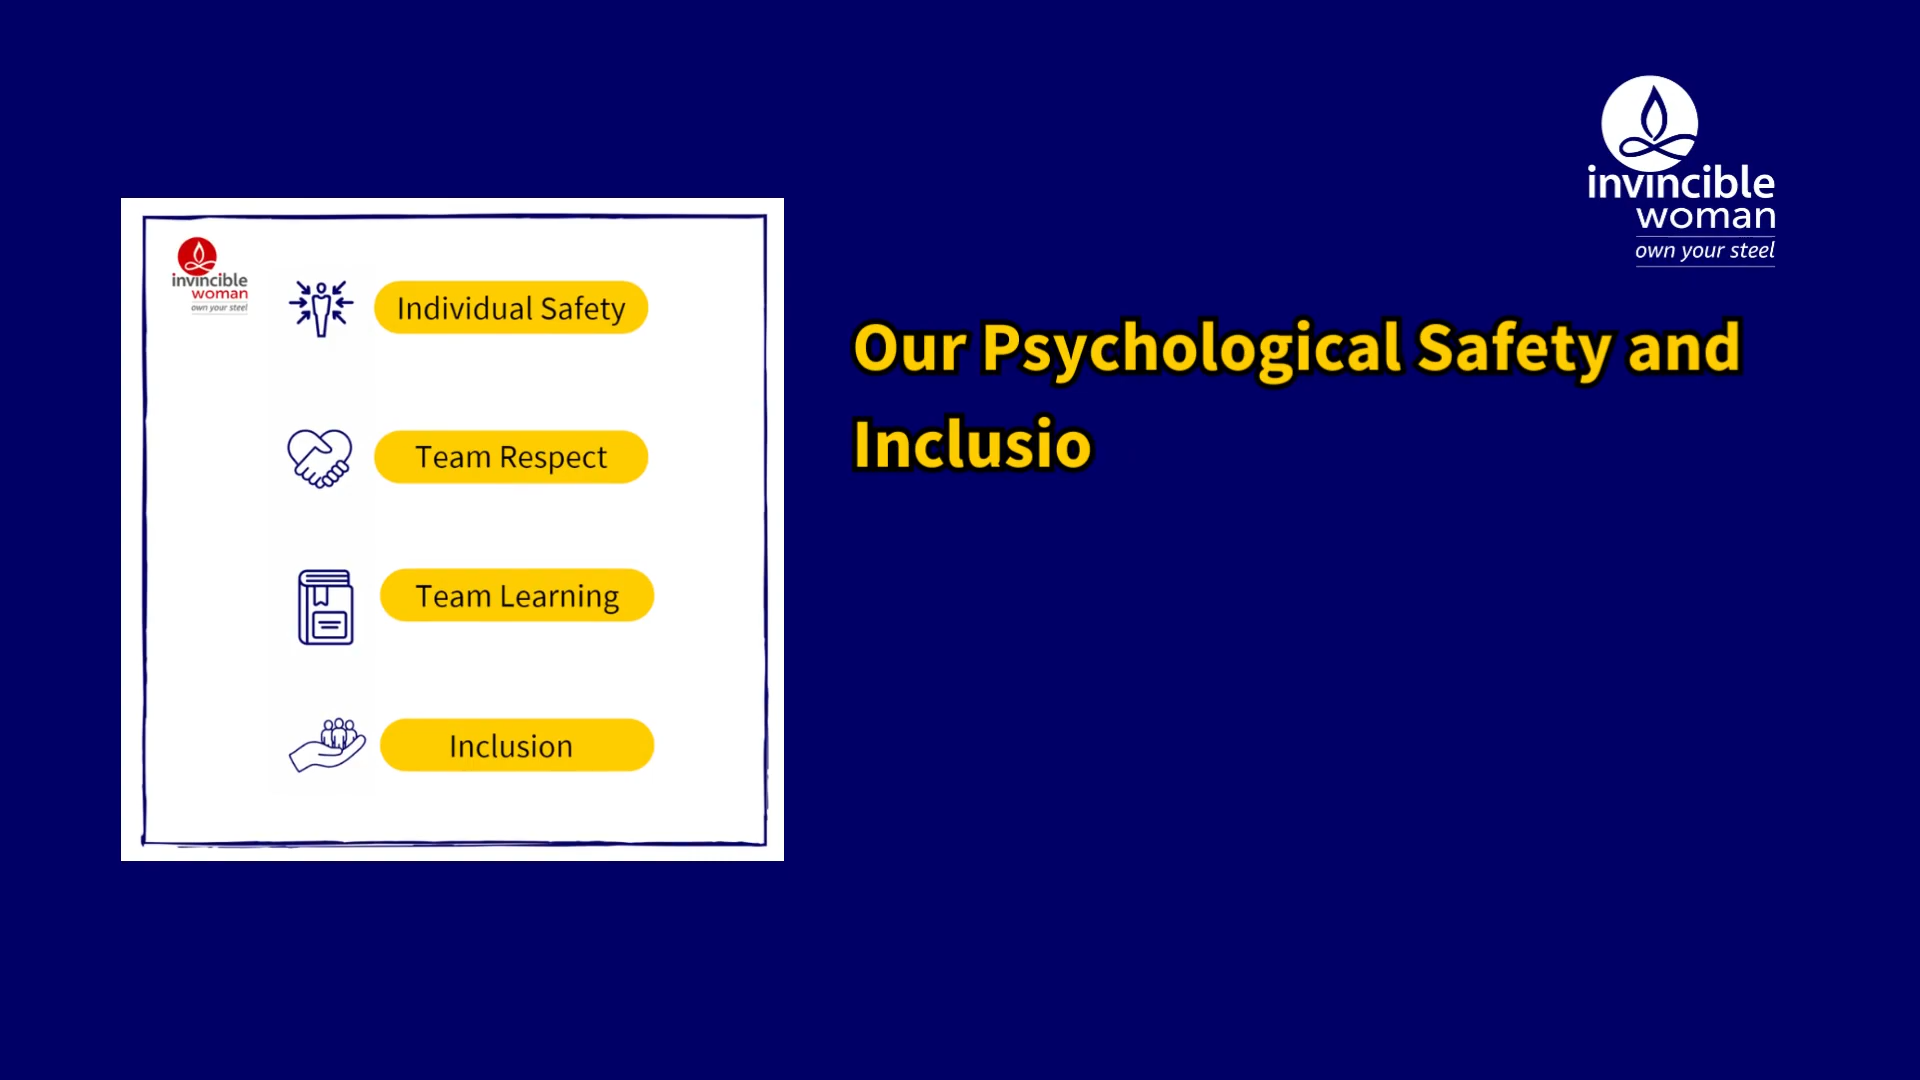 invincible
woman
own your steel
Individual Safety
Team Respect
Team Learning
Inclusion
invincible
woman
own your steel
Our Psychological Safety and
Inclusio